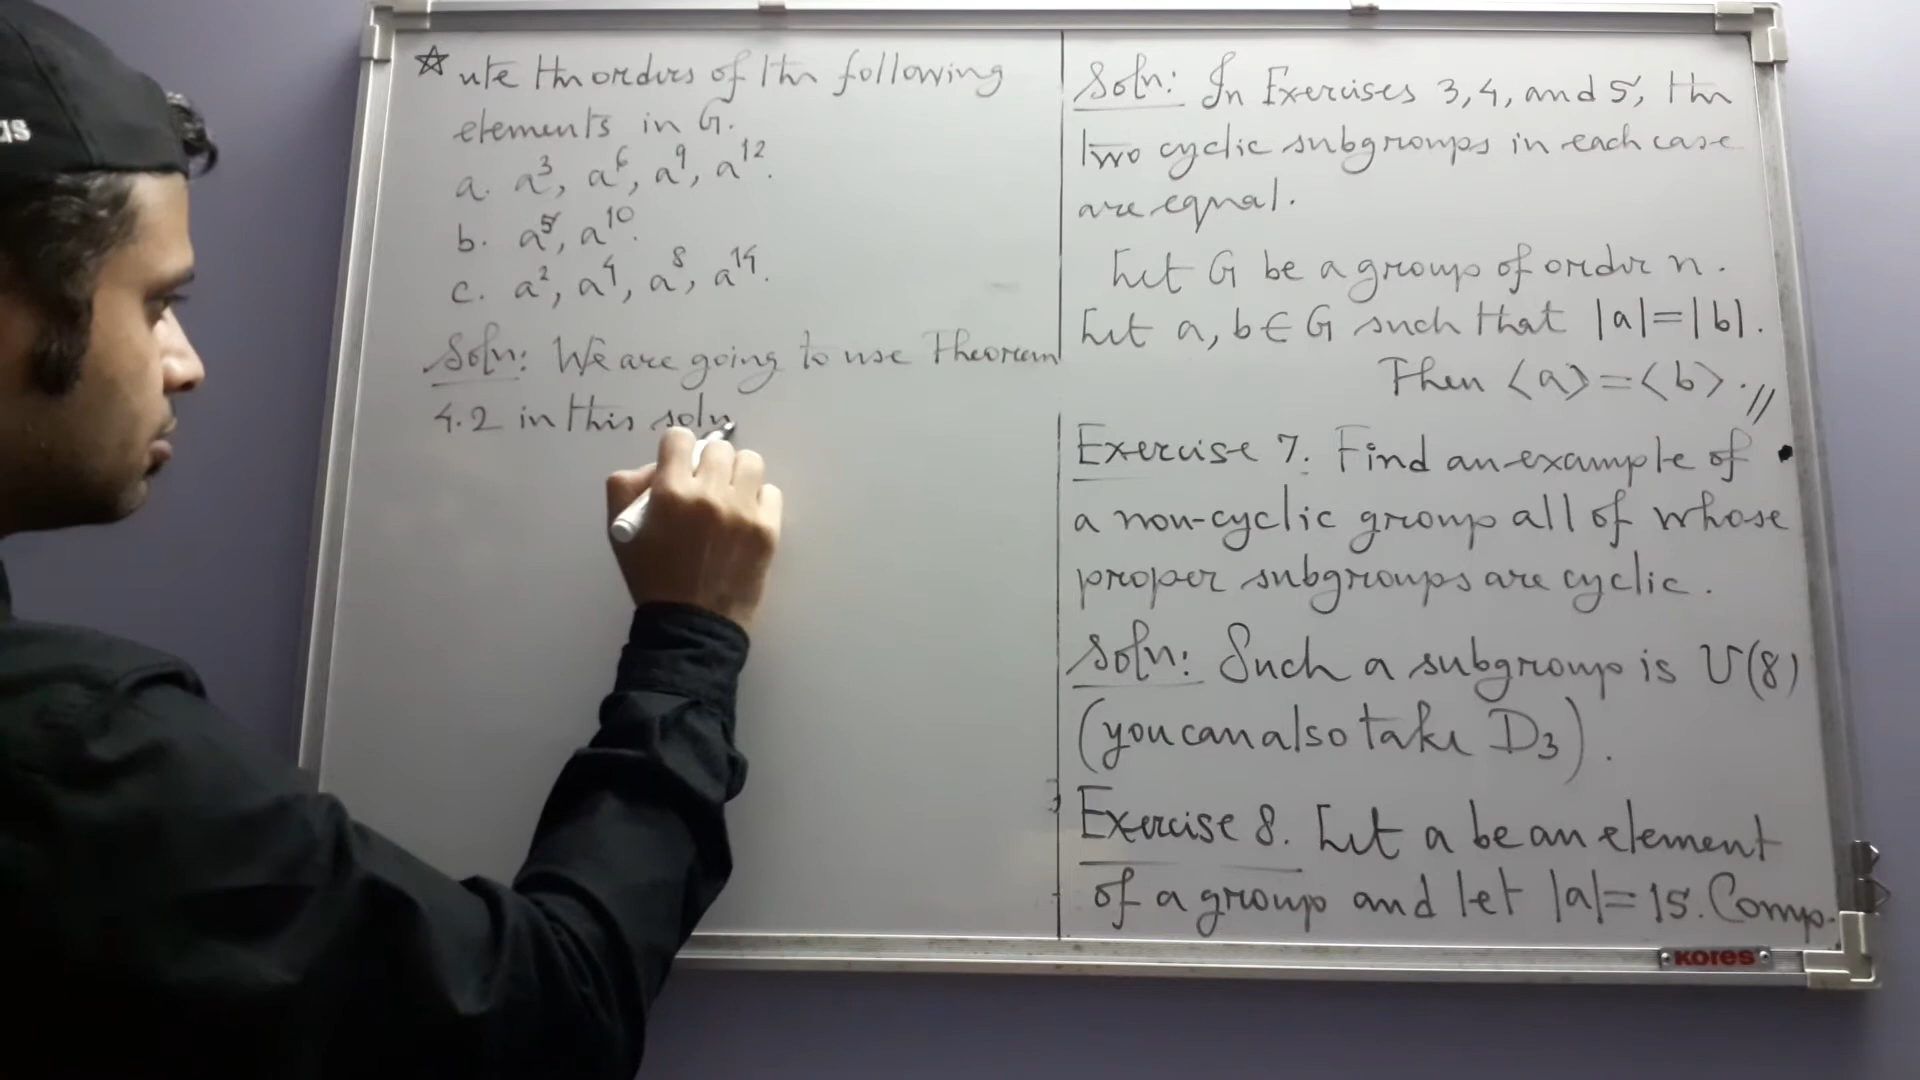 ☆ ute the orders of the following
elements in G.
a. a³, a⁶, a⁹, a¹².
b. a⁵, a¹⁰.
c. a², a⁴, a⁸, a¹⁴.
Soln: We are going to use Theorem
4.2 in this soln
Soln: In Exercises 3, 4, and 5, the
two cyclic subgroups in each case
are equal.
Let G be a group of order n.
Let a, b ∈ G such that |a|=|b|.
Then ⟨a⟩=⟨b⟩. //
Exercise 7. Find an example of
a non-cyclic group all of whose
proper subgroups are cyclic.
Soln: Such a subgroup is U(8)
(you can also take D₃).
Exercise 8. Let a be an element
of a group and let |a|=15. Comp-
KORES